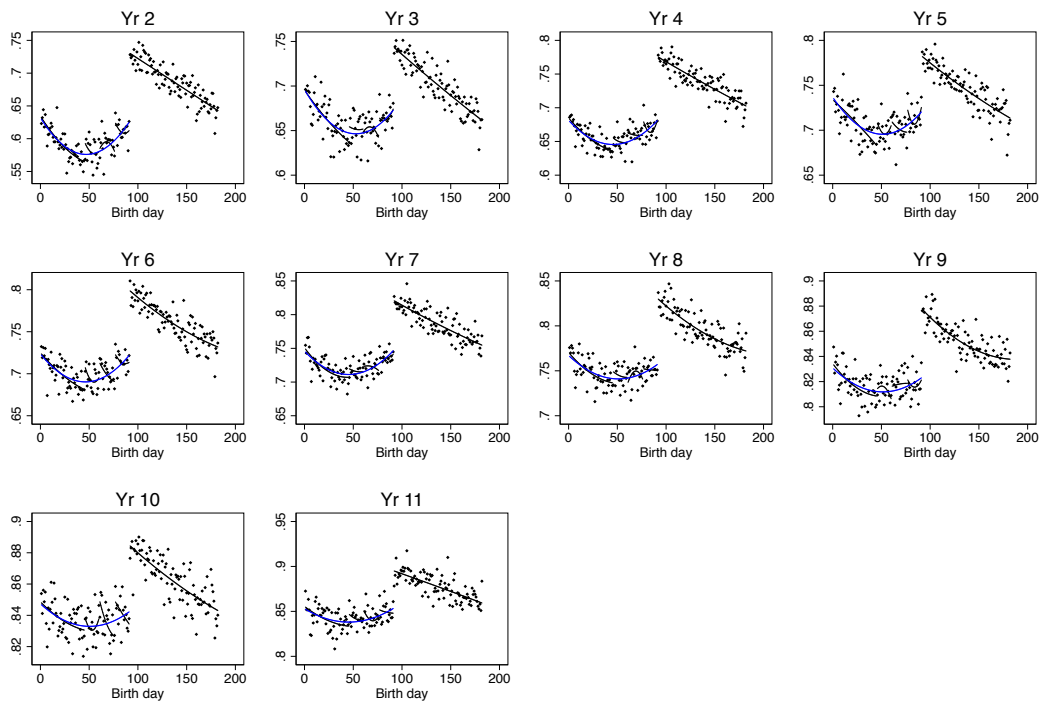 Yr 2
.55 .6 .65 .7 .75
0 50 100 150 200
Birth day
Yr 3
.6 .65 .7 .75
0 50 100 150 200
Birth day
Yr 4
.6 .65 .7 .75 .8
0 50 100 150 200
Birth day
Yr 5
.65 .7 .75 .8
0 50 100 150 200
Birth day
Yr 6
.65 .7 .75 .8
0 50 100 150 200
Birth day
Yr 7
.65 .7 .75 .8 .85
0 50 100 150 200
Birth day
Yr 8
.7 .75 .8 .85
0 50 100 150 200
Birth day
Yr 9
.8 .82 .84 .86 .88 .9
0 50 100 150 200
Birth day
Yr 10
.82 .84 .86 .88 .9
0 50 100 150 200
Birth day
Yr 11
.8 .85 .9 .95
0 50 100 150 200
Birth day